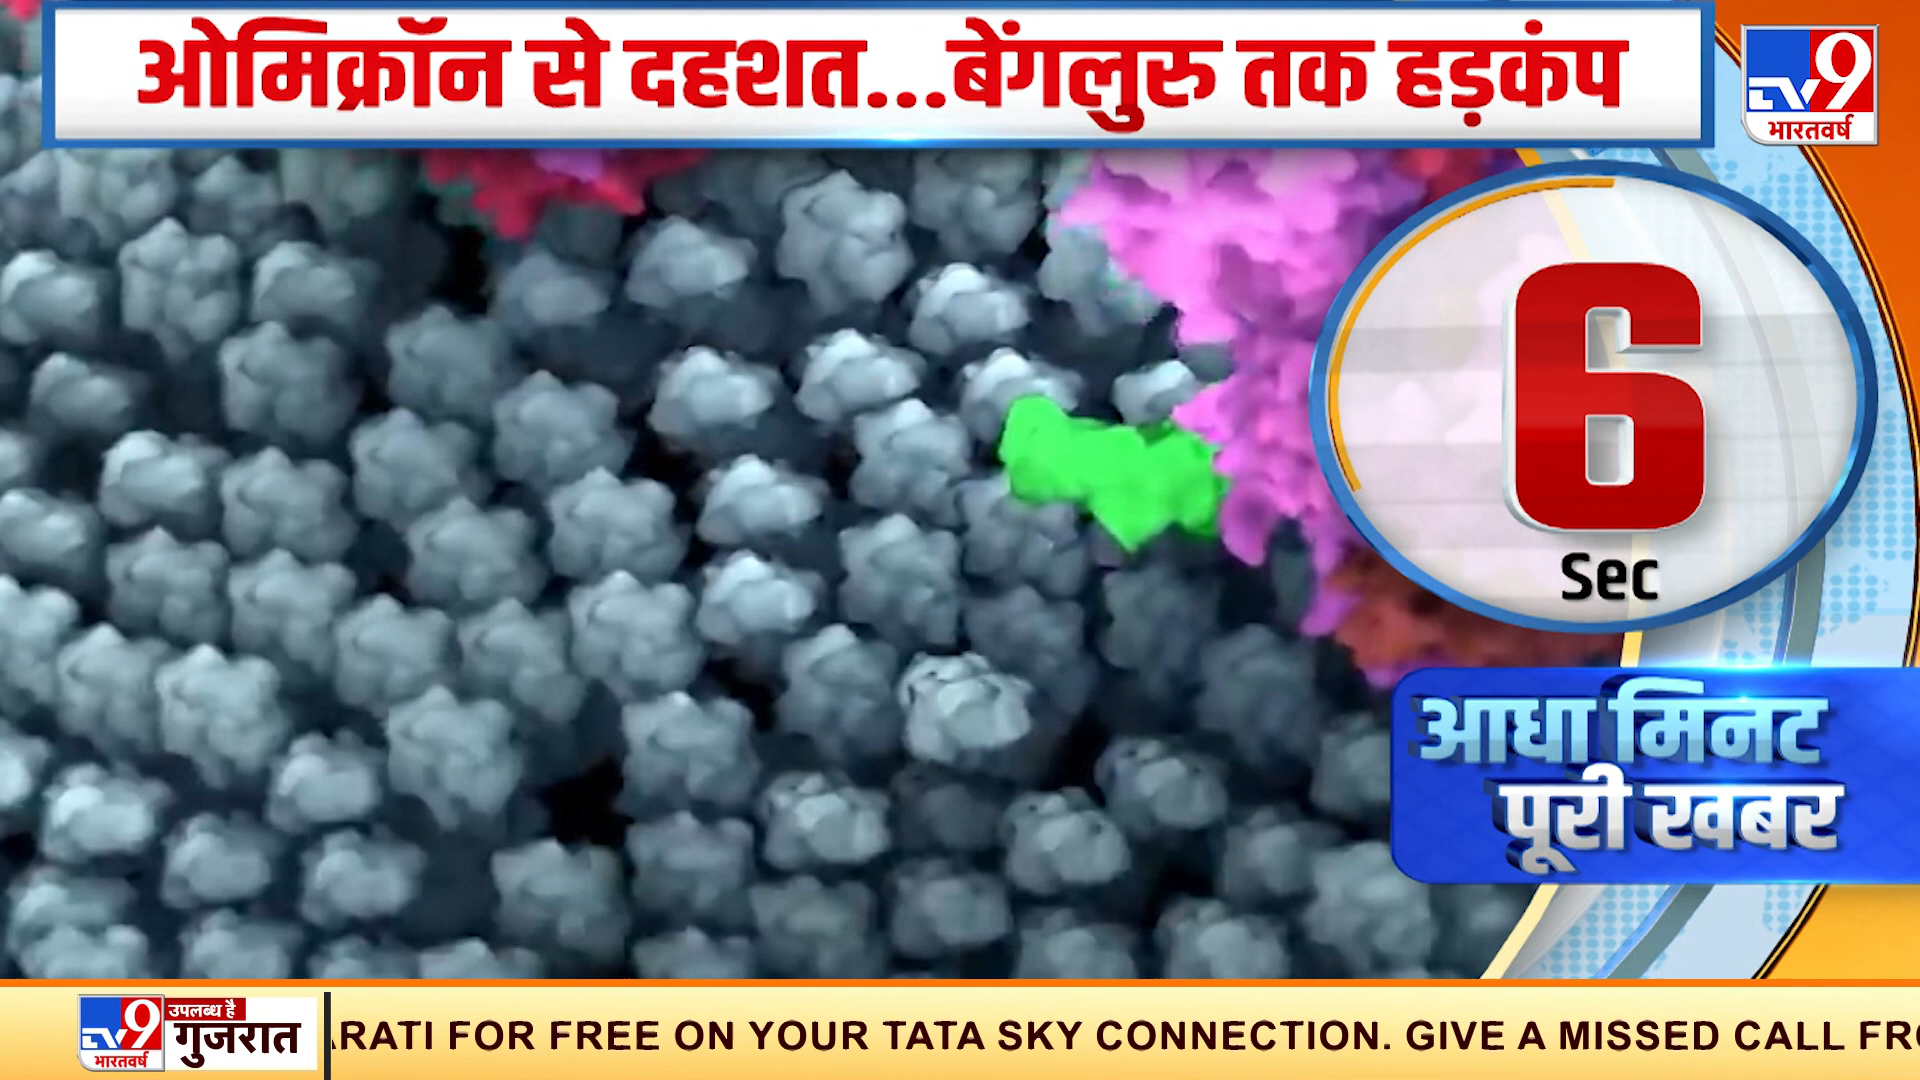 ओमिक्रॉन से दहशत...बेंगलुरु तक हड़कंप
TV9
भारतवर्ष
6
Sec
आधा मिनट
पूरी खबर
TV9
भारतवर्ष
उपलब्ध है
गुजरात
RATI FOR FREE ON YOUR TATA SKY CONNECTION. GIVE A MISSED CALL